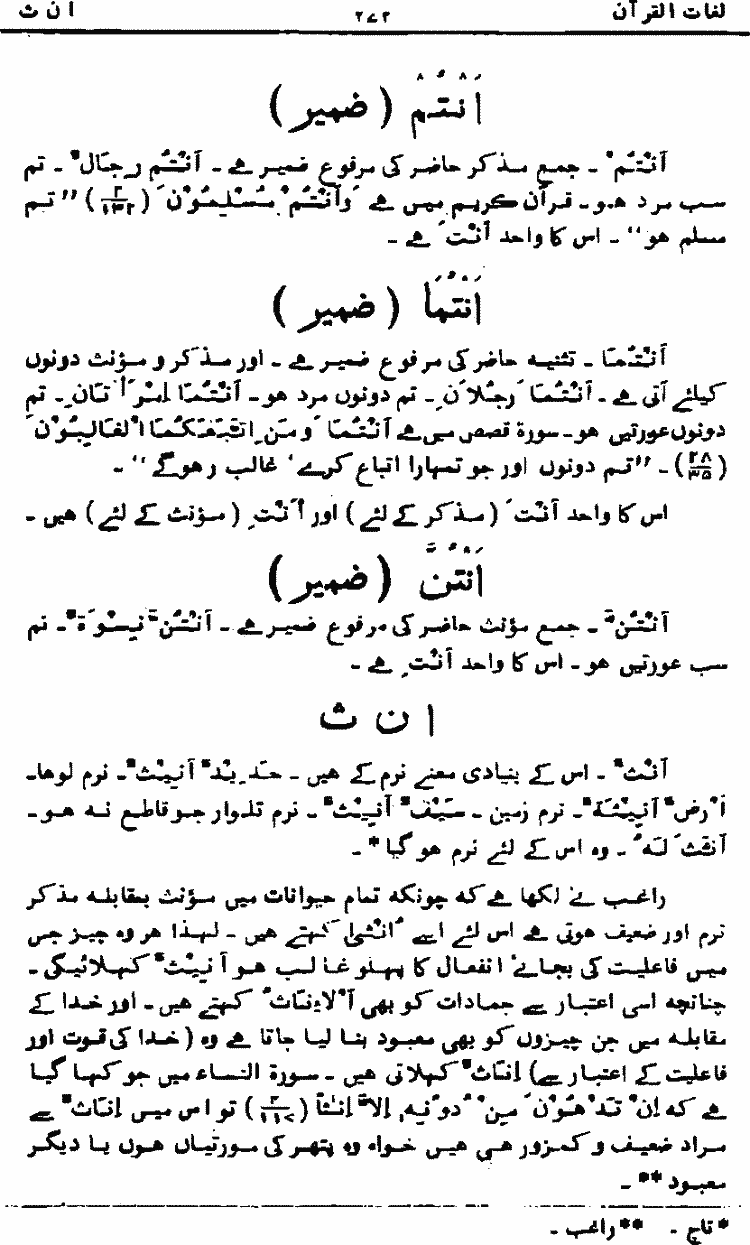 لغات القرآن ۲۷۲ ا ن ث
اَنْتُمْ (ضمیر)
اَنْتُمْ ۔ جمع مذکر حاضر کی مرفوع ضمیر ہے ۔ اَنْتُم رِجَالٌ ۔ تم
سب مرد ہو ۔ قرآن کریم میں ہے وَاَنْتُمْ مُسْلِمُوْنَ (۲/۱۳۲) ’’تم
مسلم ہو‘‘ ۔ اس کا واحد اَنْتَ ہے ۔
اَنْتُمَا (ضمیر)
اَنْتُمَا ۔ تثنیہ حاضر کی مرفوع ضمیر ہے ۔ اور مذکر و مؤنث دونوں
کیلئے آتی ہے ۔ اَنْتُمَا رَجُلَانِ ۔ تم دونوں مرد ہو ۔ اَنْتُمَا اِمْرَاَتَانِ ۔ تم
دونوں عورتیں ہو ۔ سورۃ قصص میں ہے اَنْتُمَا وَ مَنِ اتَّبَعَكُمَا الْغَالِبُوْنَ
(۲۸/۳۵) ۔ ’’تم دونوں اور جو تمہارا اتباع کرے‘ غالب رہوگے‘‘ ۔
اس کا واحد اَنْتَ (مذکر کے لئے) اور اَنْتِ (مؤنث کے لئے) ہیں ۔
اَنْتُنَّ (ضمیر)
اَنْتُنَّ ۔ جمع مؤنث حاضر کی مرفوع ضمیر ہے ۔ اَنْتُنَّ نِسْوَةٌ ۔ تم
سب عورتیں ہو ۔ اس کا واحد اَنْتِ ہے ۔
ا ن ث
اَنْثٌ ۔ اس کے بنیادی معنے نرم کے ہیں ۔ حَدِیْدٌ اَنِیْثٌ ۔ نرم لوہا ۔
اَرْضٌ اَنِیْثَةٌ ۔ نرم زمین ۔ سَیْفٌ اَنِیْثٌ ۔ نرم تلوار جو قاطع نہ ہو ۔
اَنَّثَ لَهٗ ۔ وہ اس کے لئے نرم ہو گیا * ۔
راغب نے لکھا ہے کہ چونکہ تمام حیوانات میں مؤنث بمقابلہ مذکر
نرم اور ضعیف ہوتی ہے اس لئے اسے اُنْثٰی کہتے ہیں ۔ لہذا ہر وہ چیز جس
میں فاعلیت کی بجائے انفعال کا پہلو غالب ہو اَنِیْثٌ کہلائیگی ۔
چنانچہ اسی اعتبار سے جمادات کو بھی اَلْاِنَاثُ کہتے ہیں ۔ اور خدا کے
مقابلہ میں جن چیزوں کو بھی معبود بنا لیا جاتا ہے وہ (خدا کی قوت اور
فاعلیت کے اعتبار سے) اِنَاثٌ کہلاتی ہیں ۔ سورۃ النساء میں جو کہا گیا
ہے کہ اِنْ یَدْعُوْنَ مِنْ دُوْنِهٖ اِلَّا اِنٰثاً (۴/۱۱۷) تو اس میں اِنَاثٌ سے
مراد ضعیف و کمزور ہی ہیں خواہ وہ پتھر کی مورتیاں ہوں یا دیگر
معبود ** ۔
*تاج ۔ **راغب ۔